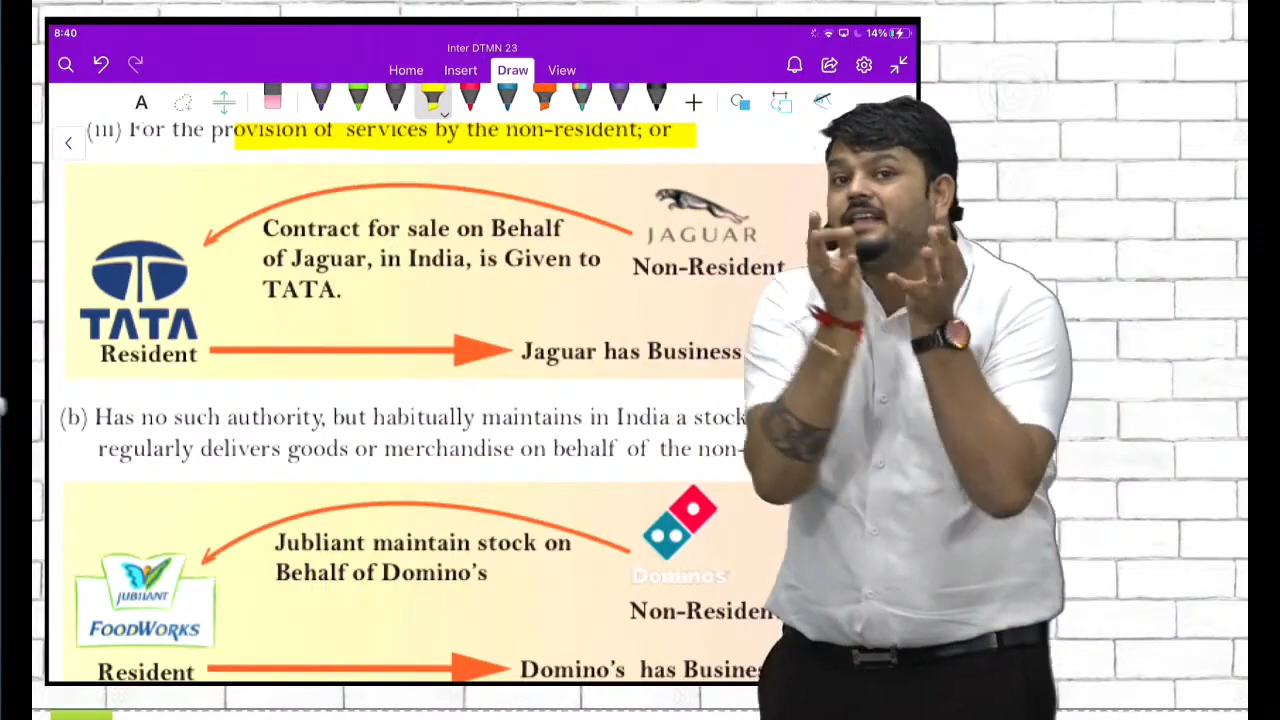 8:40
14%
Inter DTMN 23
Home Insert Draw View
A
(iii) For the provision of services by the non-resident; or
JAGUAR
Contract for sale on Behalf
of Jaguar, in India, is Given to
TATA.
Non-Resident
TATA
Resident
Jaguar has Business
(b) Has no such authority, but habitually maintains in India a stock
regularly delivers goods or merchandise on behalf of the non-
Jubliant maintain stock on
Behalf of Domino's
Domino's
JUBILANT
FOODWORKS
Non-Resident
Resident
Domino's has Busine